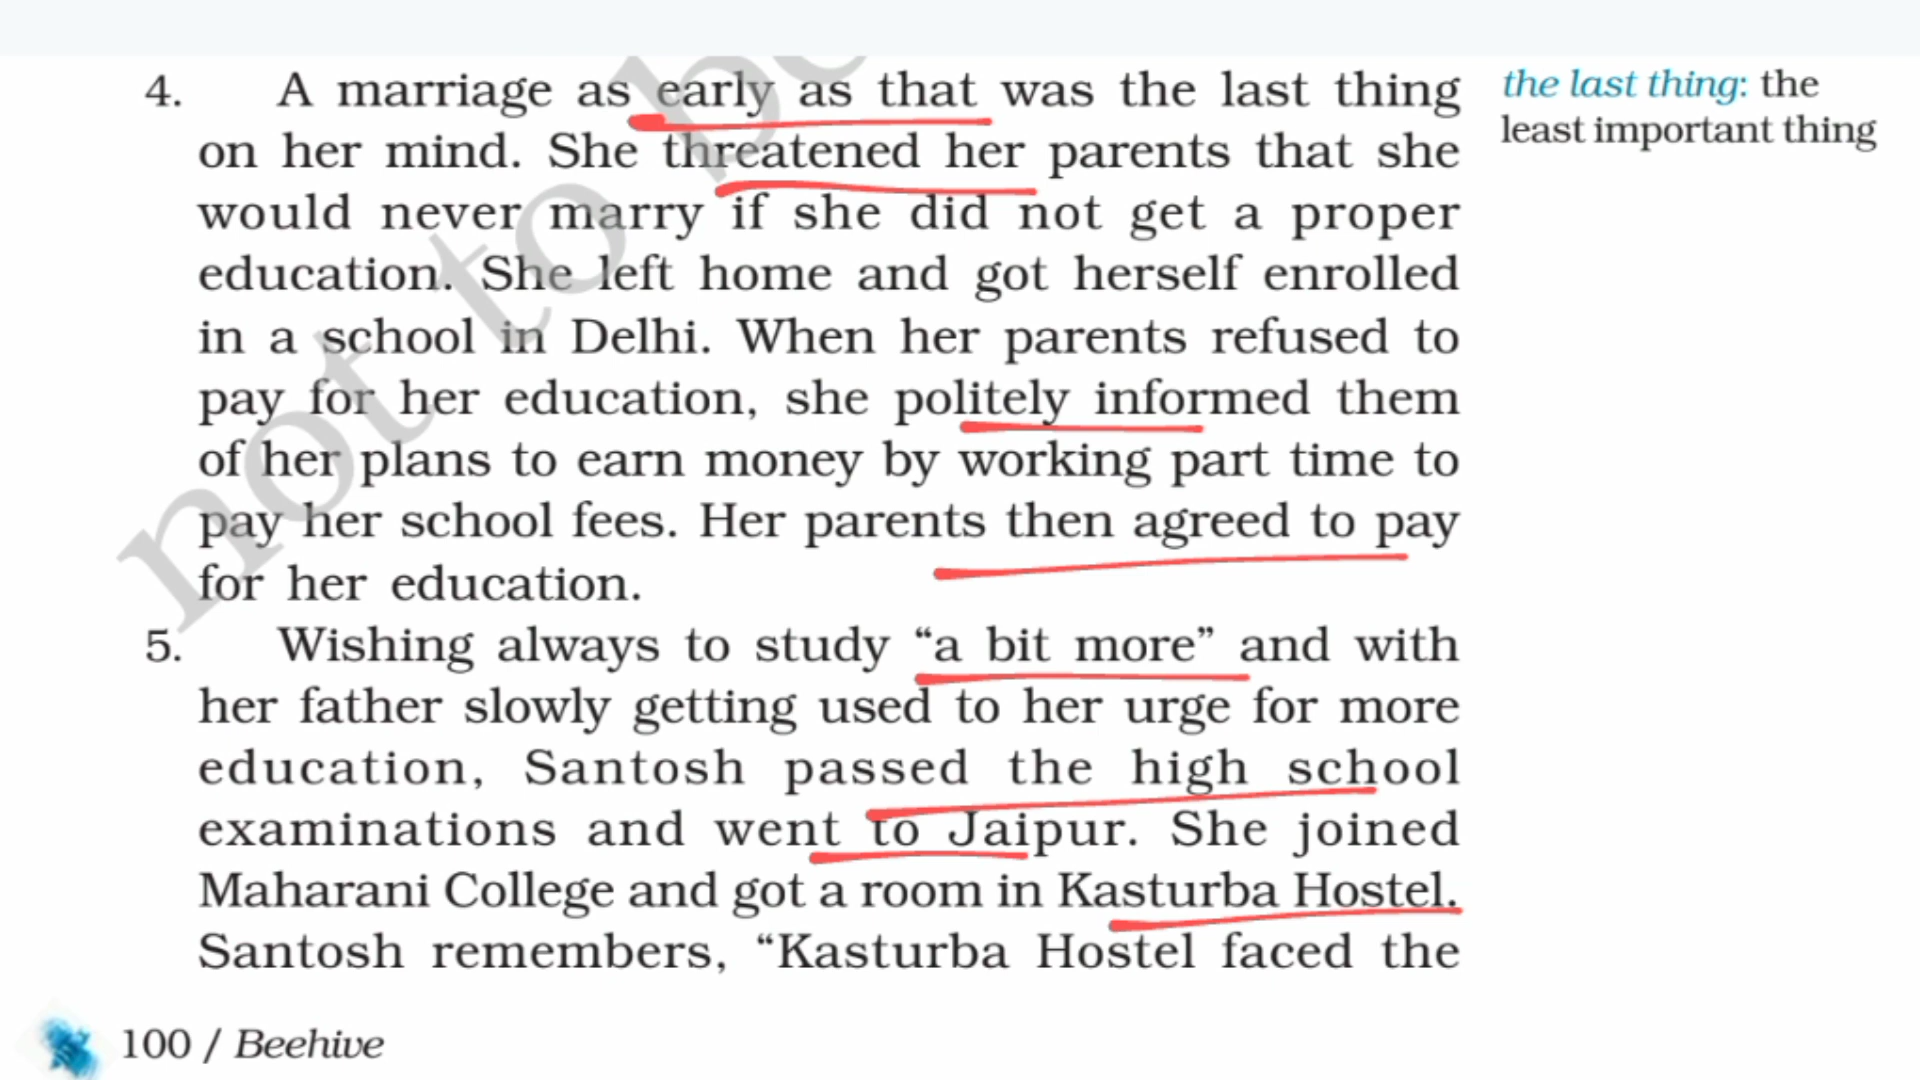 4. A marriage as early as that was the last thing
on her mind. She threatened her parents that she
would never marry if she did not get a proper
education. She left home and got herself enrolled
in a school in Delhi. When her parents refused to
pay for her education, she politely informed them
of her plans to earn money by working part time to
pay her school fees. Her parents then agreed to pay
for her education.
5. Wishing always to study “a bit more” and with
her father slowly getting used to her urge for more
education, Santosh passed the high school
examinations and went to Jaipur. She joined
Maharani College and got a room in Kasturba Hostel.
Santosh remembers, “Kasturba Hostel faced the
the last thing: the
least important thing
not to be
100 / Beehive